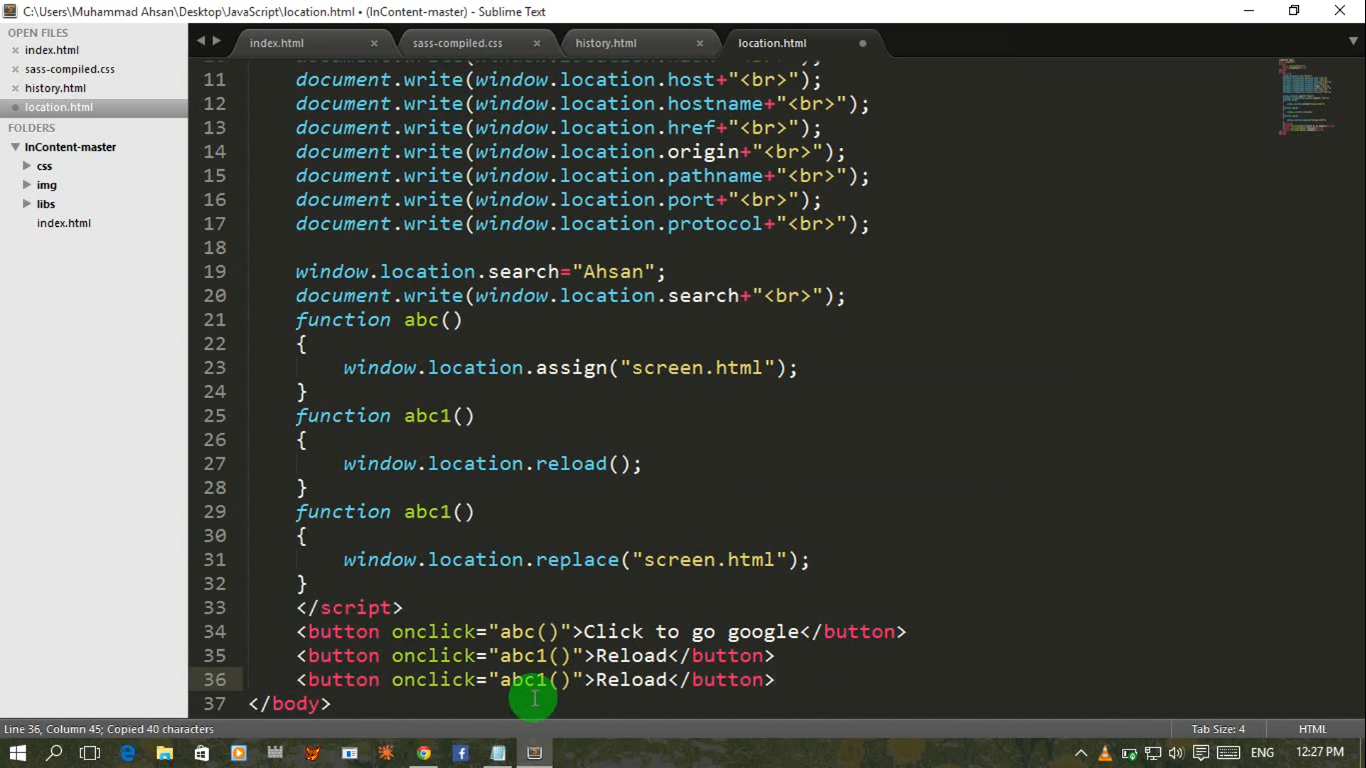 C:\Users\Muhammad Ahsan\Desktop\JavaScript\location.html • (InContent-master) - Sublime Text
OPEN FILES
index.html
sass-compiled.css
history.html
location.html
FOLDERS
InContent-master
css
img
libs
index.html
index.html
sass-compiled.css
history.html
location.html
11 document.write(window.location.host+"<br>");
12 document.write(window.location.hostname+"<br>");
13 document.write(window.location.href+"<br>");
14 document.write(window.location.origin+"<br>");
15 document.write(window.location.pathname+"<br>");
16 document.write(window.location.port+"<br>");
17 document.write(window.location.protocol+"<br>");
18
19 window.location.search="Ahsan";
20 document.write(window.location.search+"<br>");
21 function abc()
22 {
23 window.location.assign("screen.html");
24 }
25 function abc1()
26 {
27 window.location.reload();
28 }
29 function abc1()
30 {
31 window.location.replace("screen.html");
32 }
33 </script>
34 <button onclick="abc()">Click to go google</button>
35 <button onclick="abc1()">Reload</button>
36 <button onclick="abc1()">Reload</button>
37 </body>
Line 36, Column 45; Copied 40 characters
Tab Size: 4
HTML
ENG
12:27 PM